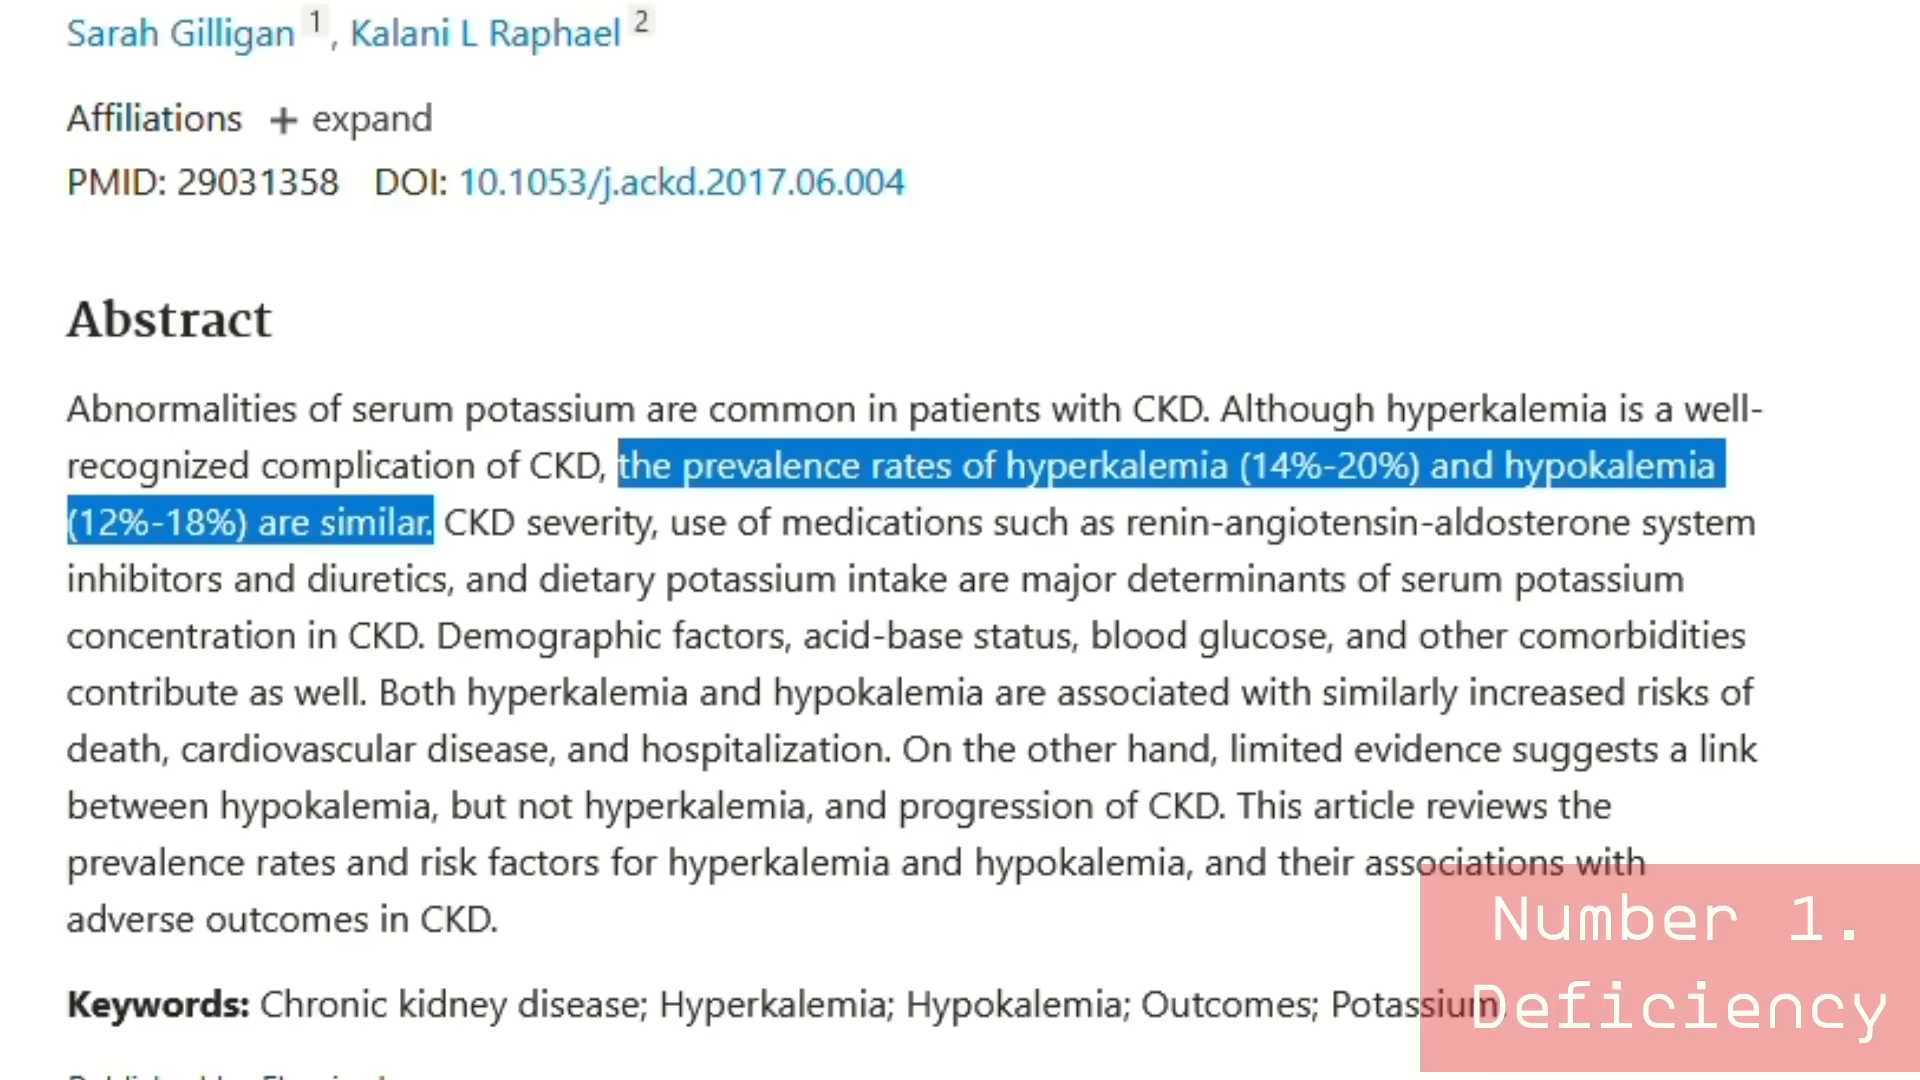 Sarah Gilligan 1 , Kalani L Raphael 2
Affiliations + expand
PMID: 29031358 DOI: 10.1053/j.ackd.2017.06.004
Abstract
Abnormalities of serum potassium are common in patients with CKD. Although hyperkalemia is a well-
recognized complication of CKD, the prevalence rates of hyperkalemia (14%-20%) and hypokalemia
(12%-18%) are similar. CKD severity, use of medications such as renin-angiotensin-aldosterone system
inhibitors and diuretics, and dietary potassium intake are major determinants of serum potassium
concentration in CKD. Demographic factors, acid-base status, blood glucose, and other comorbidities
contribute as well. Both hyperkalemia and hypokalemia are associated with similarly increased risks of
death, cardiovascular disease, and hospitalization. On the other hand, limited evidence suggests a link
between hypokalemia, but not hyperkalemia, and progression of CKD. This article reviews the
prevalence rates and risk factors for hyperkalemia and hypokalemia, and their associations with
adverse outcomes in CKD.
Keywords: Chronic kidney disease; Hyperkalemia; Hypokalemia; Outcomes; Potassium.
Number 1.
Deficiency